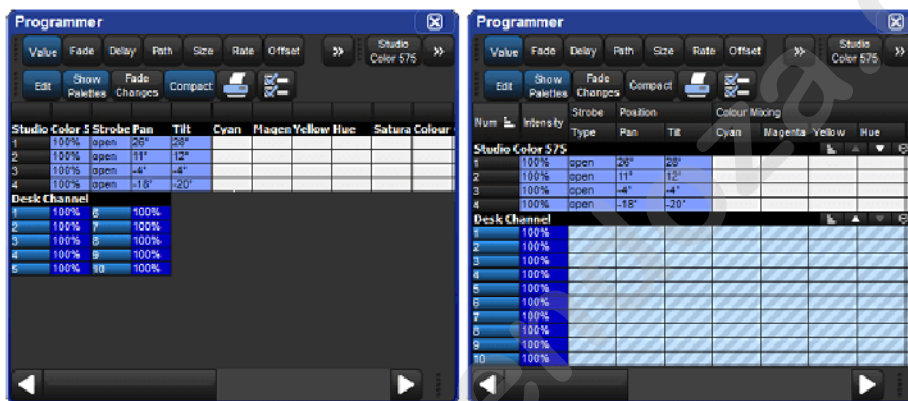 Programmer
Value Fade Delay Path Size Rate Offset » Studio Color 575 »
Edit Show Palettes Fade Changes Compact
Studio Color 5 Strobe Pan Tilt Cyan Magen Yellow Hue Satura Colour
1 100% open 26° 28°
2 100% open 11° 12°
3 100% open -4° -4°
4 100% open -18° -20°
Desk Channel
1 100% 6 100%
2 100% 7 100%
3 100% 8 100%
4 100% 9 100%
5 100% 10 100%
Programmer
Value Fade Delay Path Size Rate Offset » Studio Color 575 »
Edit Show Palettes Fade Changes Compact
Num Intensity Strobe Position Colour Mixing
Type Pan Tilt Cyan Magenta Yellow Hue
Studio Color 575
1 100% open 26° 28°
2 100% open 11° 12°
3 100% open -4° -4°
4 100% open -18° -20°
Desk Channel
1 100%
2 100%
3 100%
4 100%
5 100%
6 100%
7 100%
8 100%
9 100%
10 100%